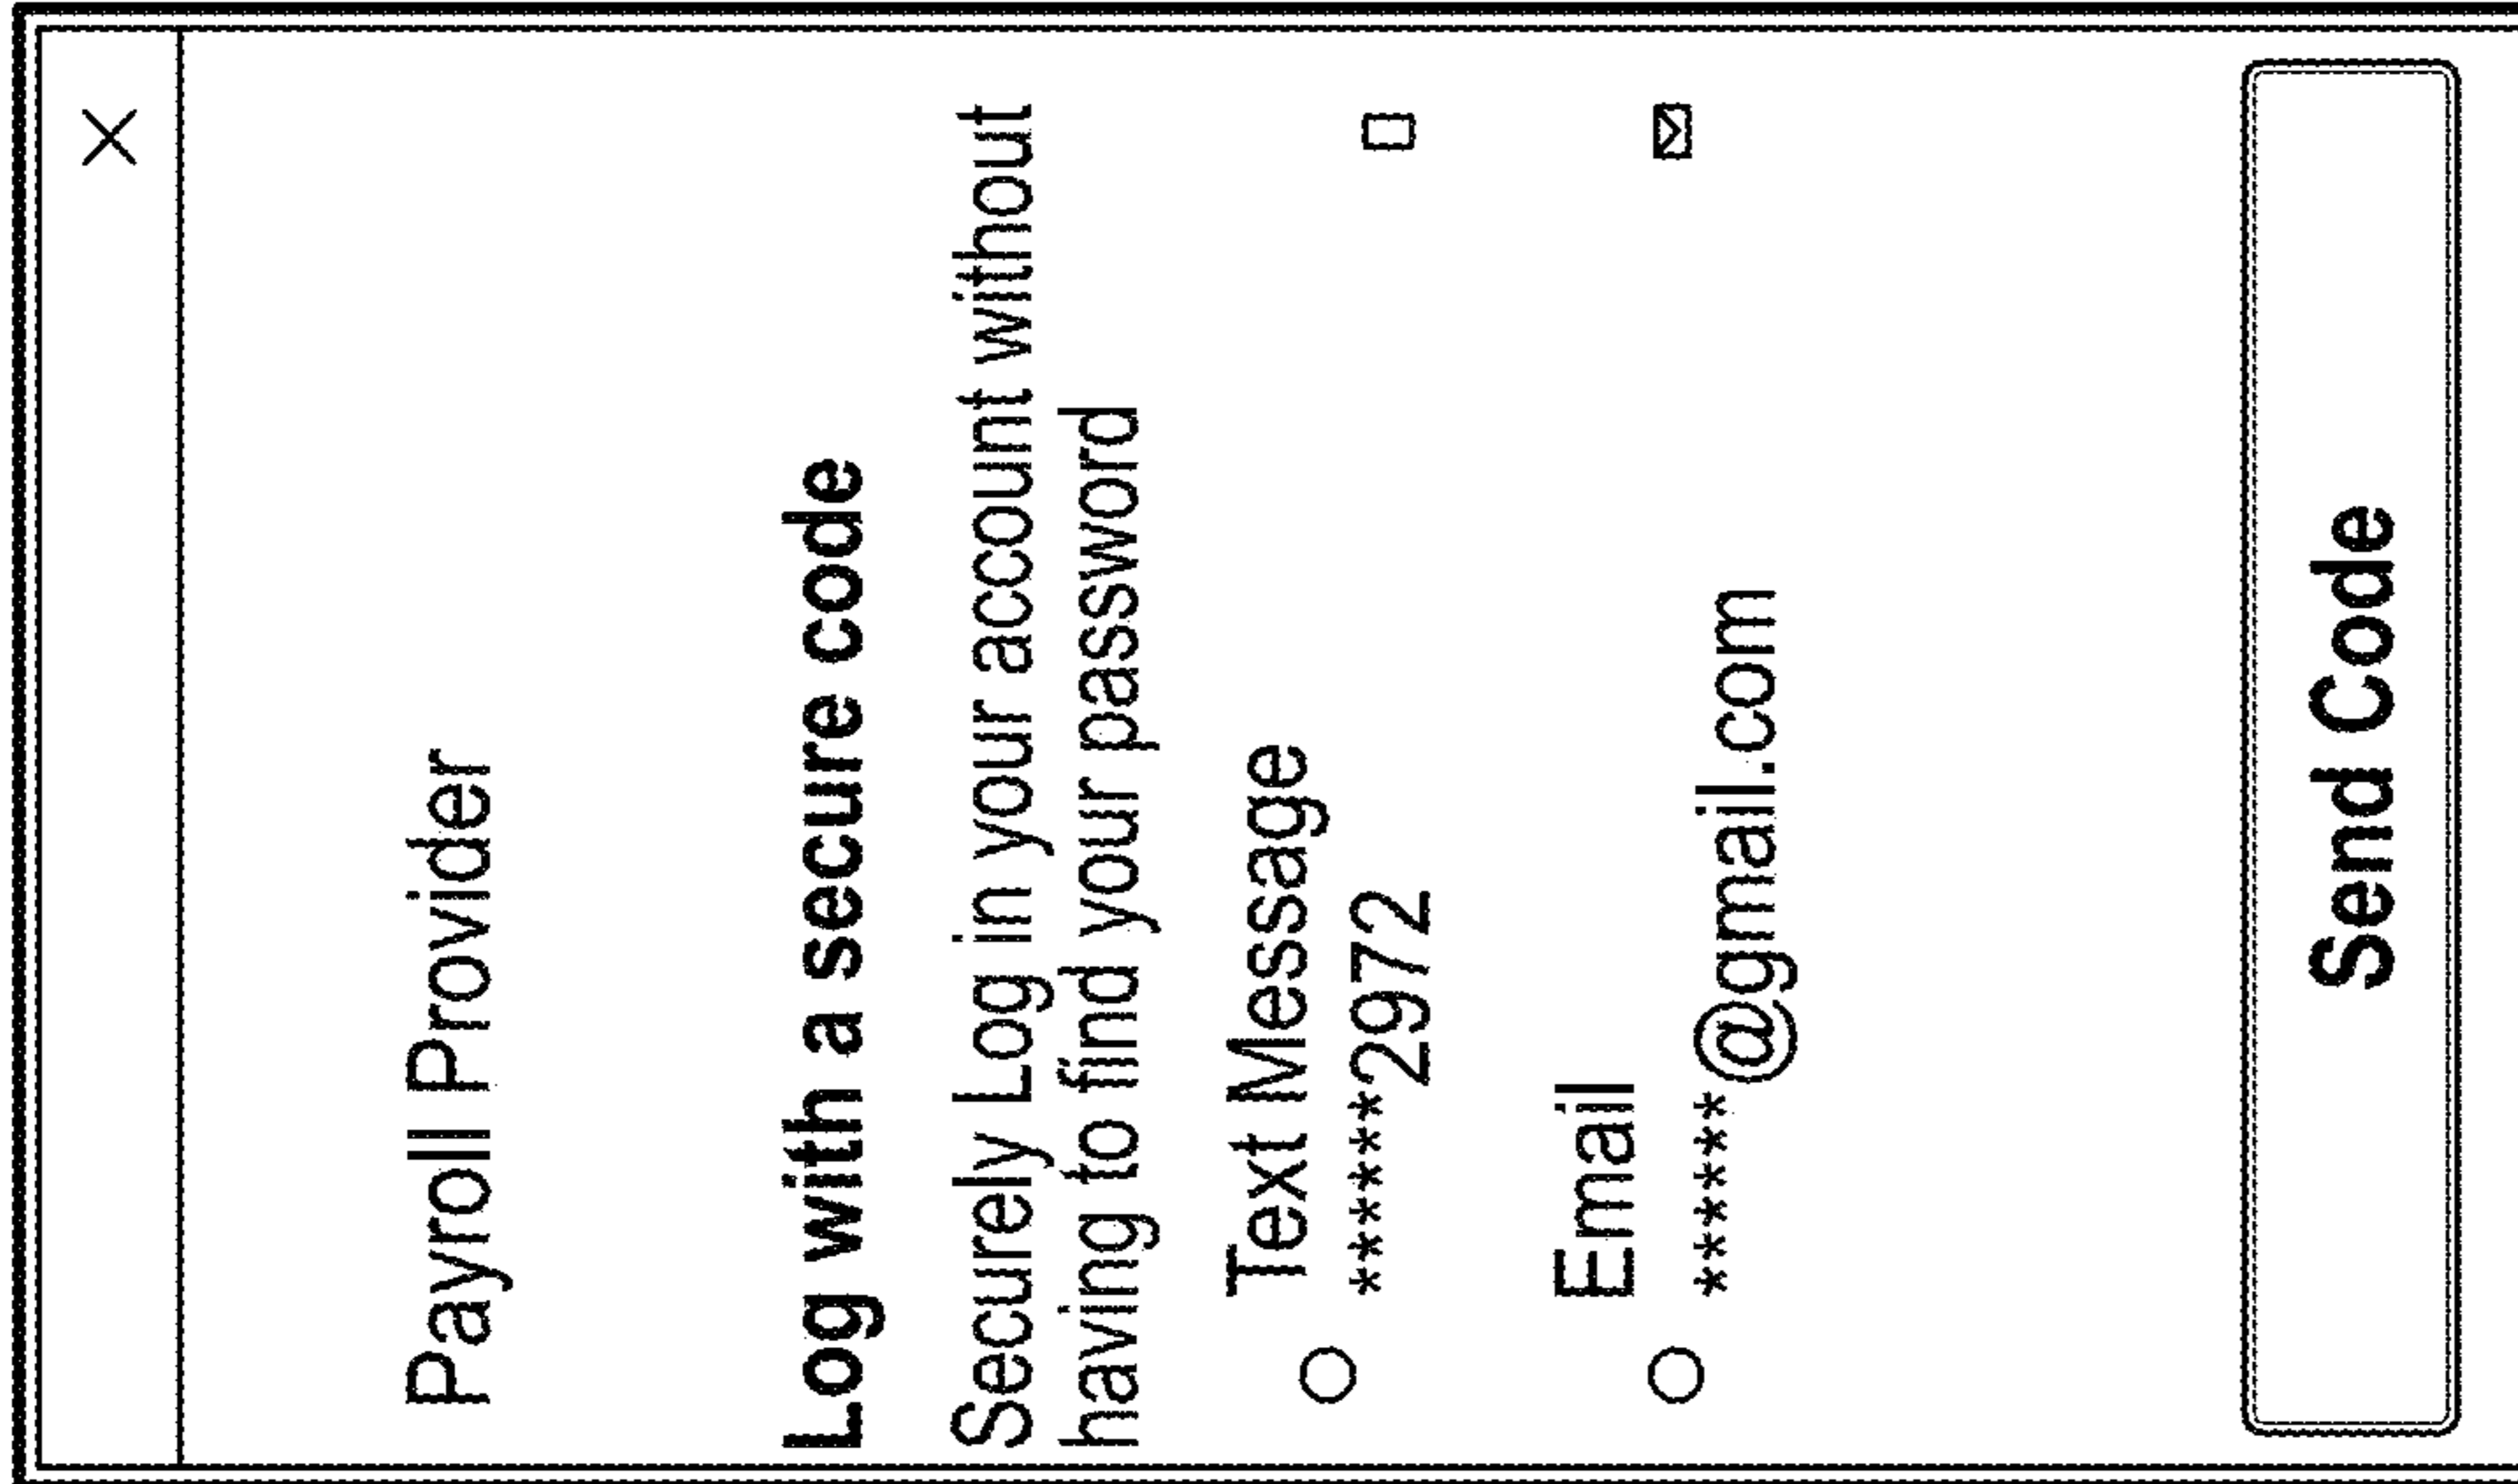 Payroll Provider
Log with a secure code
Securely Log in your account without
having to find your password
Text Message
******2972
Email
******@gmail.com
Send Code